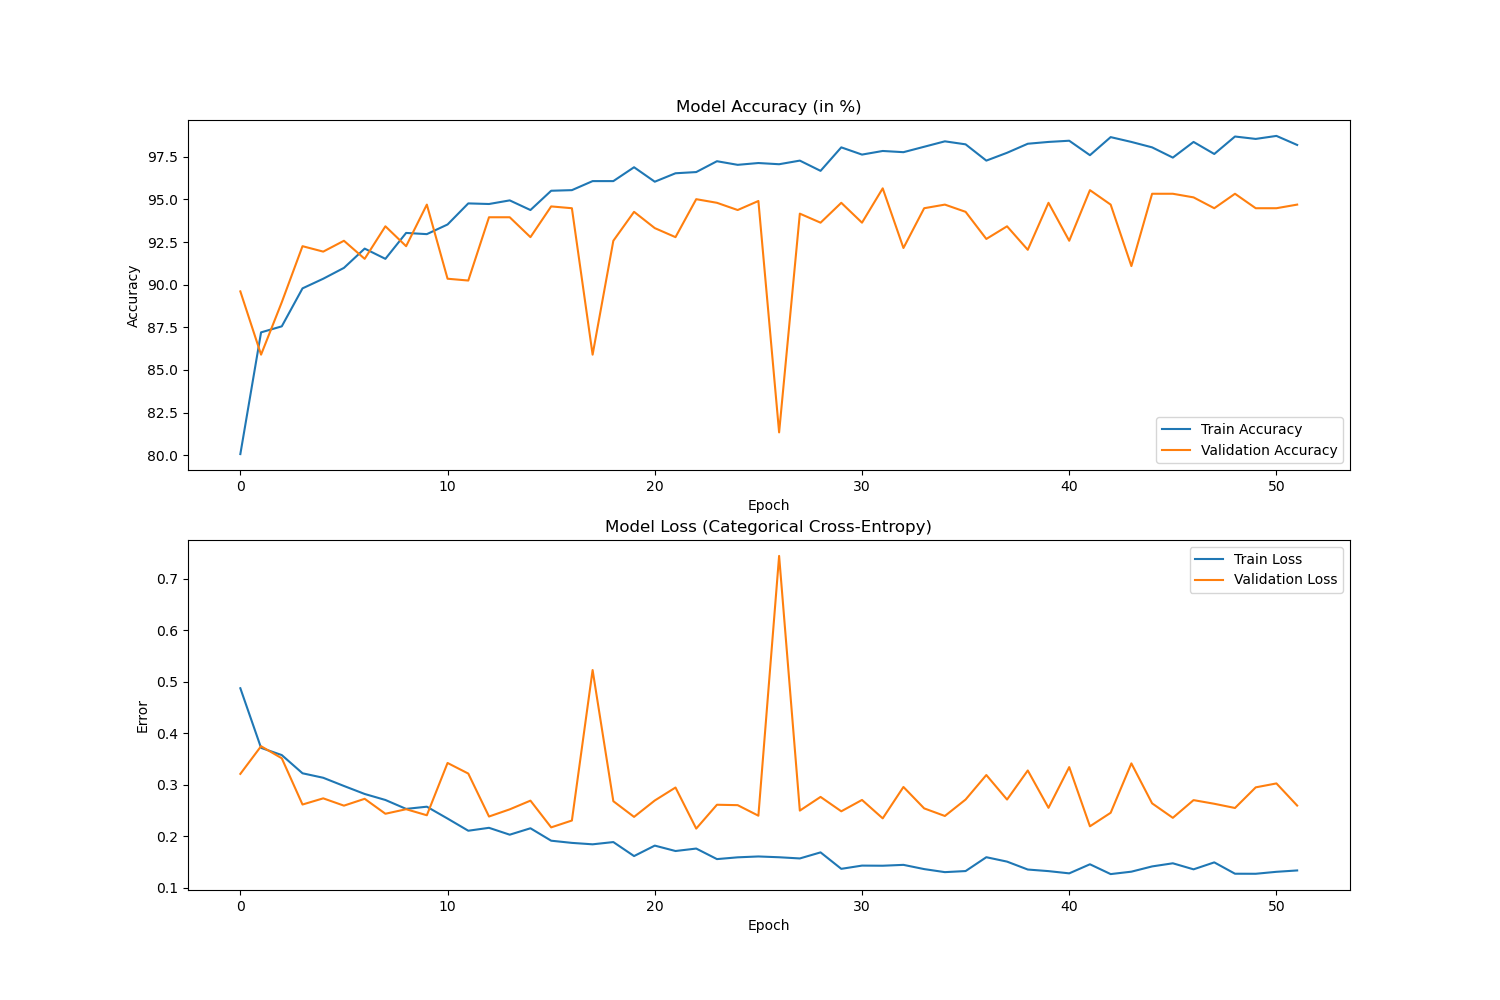 Model Accuracy (in %)
97.5
95.0
92.5
90.0
87.5
85.0
82.5
80.0
Accuracy
Train Accuracy
Validation Accuracy
0 10 20 30 40 50
Epoch
Model Loss (Categorical Cross-Entropy)
0.7
0.6
0.5
0.4
0.3
0.2
0.1
Error
Train Loss
Validation Loss
0 10 20 30 40 50
Epoch